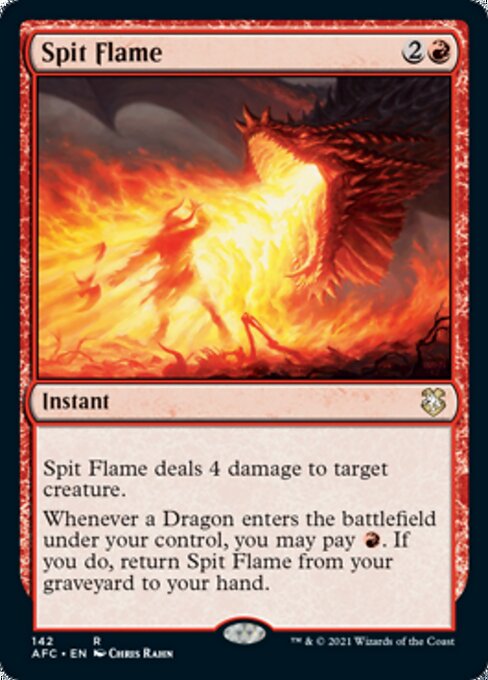 Spit Flame 2
Instant
Spit Flame deals 4 damage to target
creature.
Whenever a Dragon enters the battlefield
under your control, you may pay . If
you do, return Spit Flame from your
graveyard to your hand.
142 R
AFC • EN Chris Rahn
™ & © 2021 Wizards of the Coast